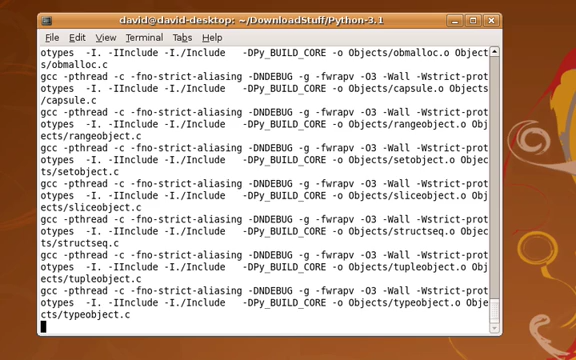 david@david-desktop: ~/DownloadStuff/Python-3.1
File Edit View Terminal Tabs Help
otypes  -I. -IInclude -I./Include   -DPy_BUILD_CORE -o Objects/obmalloc.o Object
s/obmalloc.c
gcc -pthread -c -fno-strict-aliasing -DNDEBUG -g -fwrapv -O3 -Wall -Wstrict-prot
otypes  -I. -IInclude -I./Include   -DPy_BUILD_CORE -o Objects/capsule.o Objects
/capsule.c
gcc -pthread -c -fno-strict-aliasing -DNDEBUG -g -fwrapv -O3 -Wall -Wstrict-prot
otypes  -I. -IInclude -I./Include   -DPy_BUILD_CORE -o Objects/rangeobject.o Obj
ects/rangeobject.c
gcc -pthread -c -fno-strict-aliasing -DNDEBUG -g -fwrapv -O3 -Wall -Wstrict-prot
otypes  -I. -IInclude -I./Include   -DPy_BUILD_CORE -o Objects/setobject.o Objec
ts/setobject.c
gcc -pthread -c -fno-strict-aliasing -DNDEBUG -g -fwrapv -O3 -Wall -Wstrict-prot
otypes  -I. -IInclude -I./Include   -DPy_BUILD_CORE -o Objects/sliceobject.o Obj
ects/sliceobject.c
gcc -pthread -c -fno-strict-aliasing -DNDEBUG -g -fwrapv -O3 -Wall -Wstrict-prot
otypes  -I. -IInclude -I./Include   -DPy_BUILD_CORE -o Objects/structseq.o Objec
ts/structseq.c
gcc -pthread -c -fno-strict-aliasing -DNDEBUG -g -fwrapv -O3 -Wall -Wstrict-prot
otypes  -I. -IInclude -I./Include   -DPy_BUILD_CORE -o Objects/tupleobject.o Obj
ects/tupleobject.c
gcc -pthread -c -fno-strict-aliasing -DNDEBUG -g -fwrapv -O3 -Wall -Wstrict-prot
otypes  -I. -IInclude -I./Include   -DPy_BUILD_CORE -o Objects/typeobject.o Obje
cts/typeobject.c